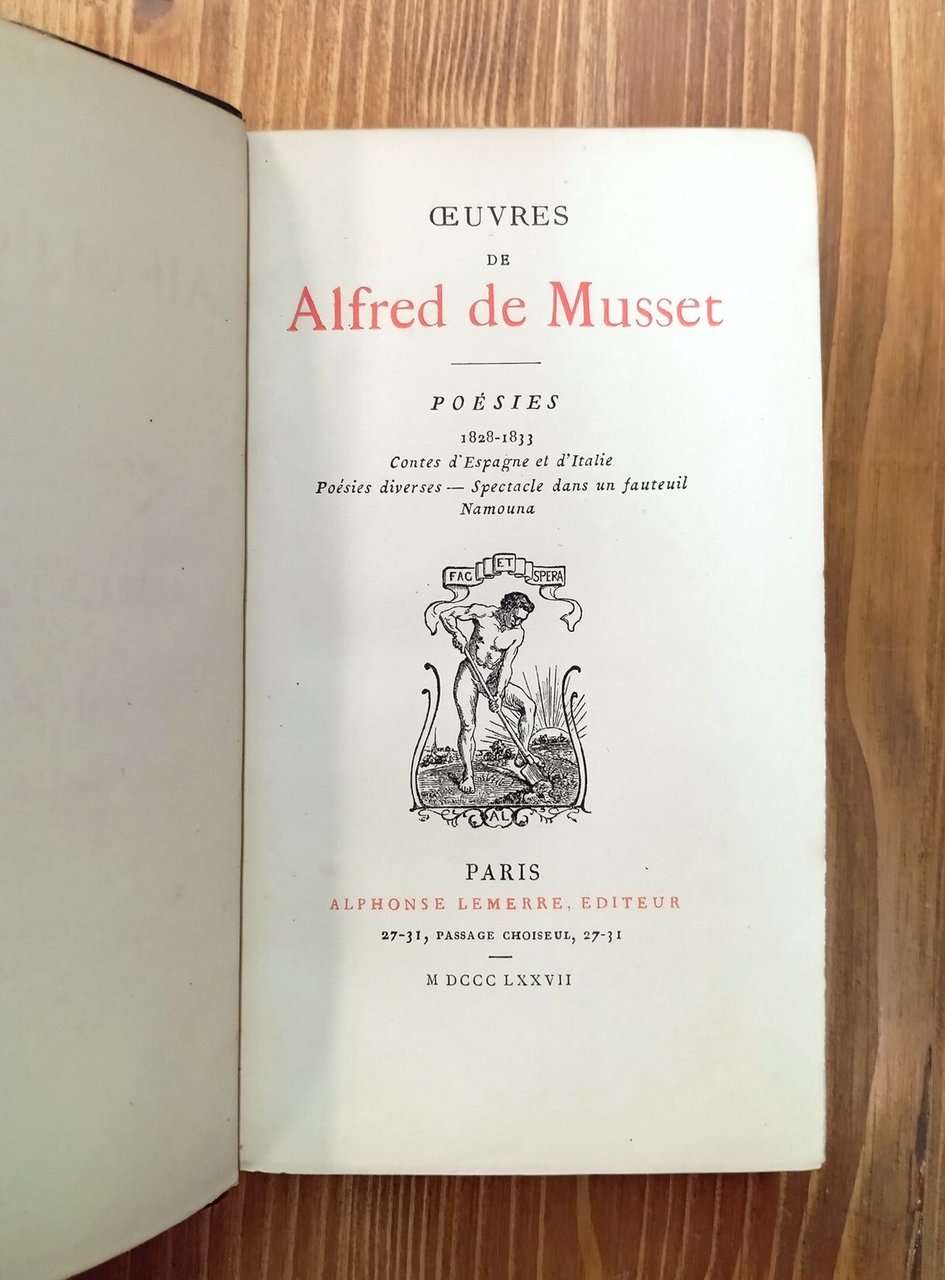 ŒUVRES
DE
Alfred de Musset
POÉSIES
1828-1833
Contes d'Espagne et d'Italie
Poésies diverses — Spectacle dans un fauteuil
Namouna
FAC ET SPERA
AL
PARIS
ALPHONSE LEMERRE, EDITEUR
27-31, PASSAGE CHOISEUL, 27-31
M DCCC LXXVII